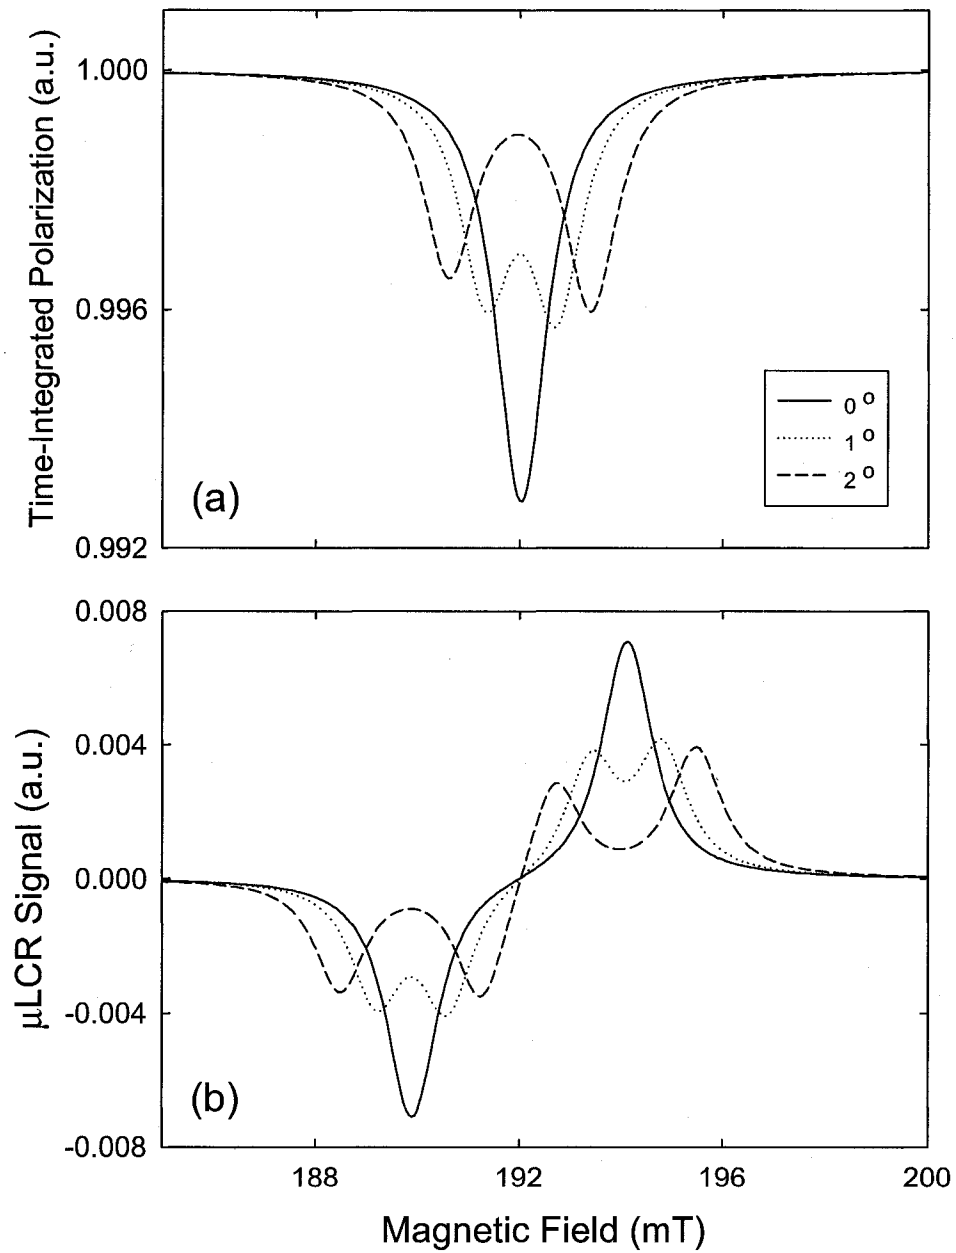 Time-Integrated Polarization (a.u.)
1.000
0.996
0.992
(a)
0 o
1 o
2 o
μLCR Signal (a.u.)
0.008
0.004
0.000
-0.004
-0.008
(b)
188 192 196 200
Magnetic Field (mT)